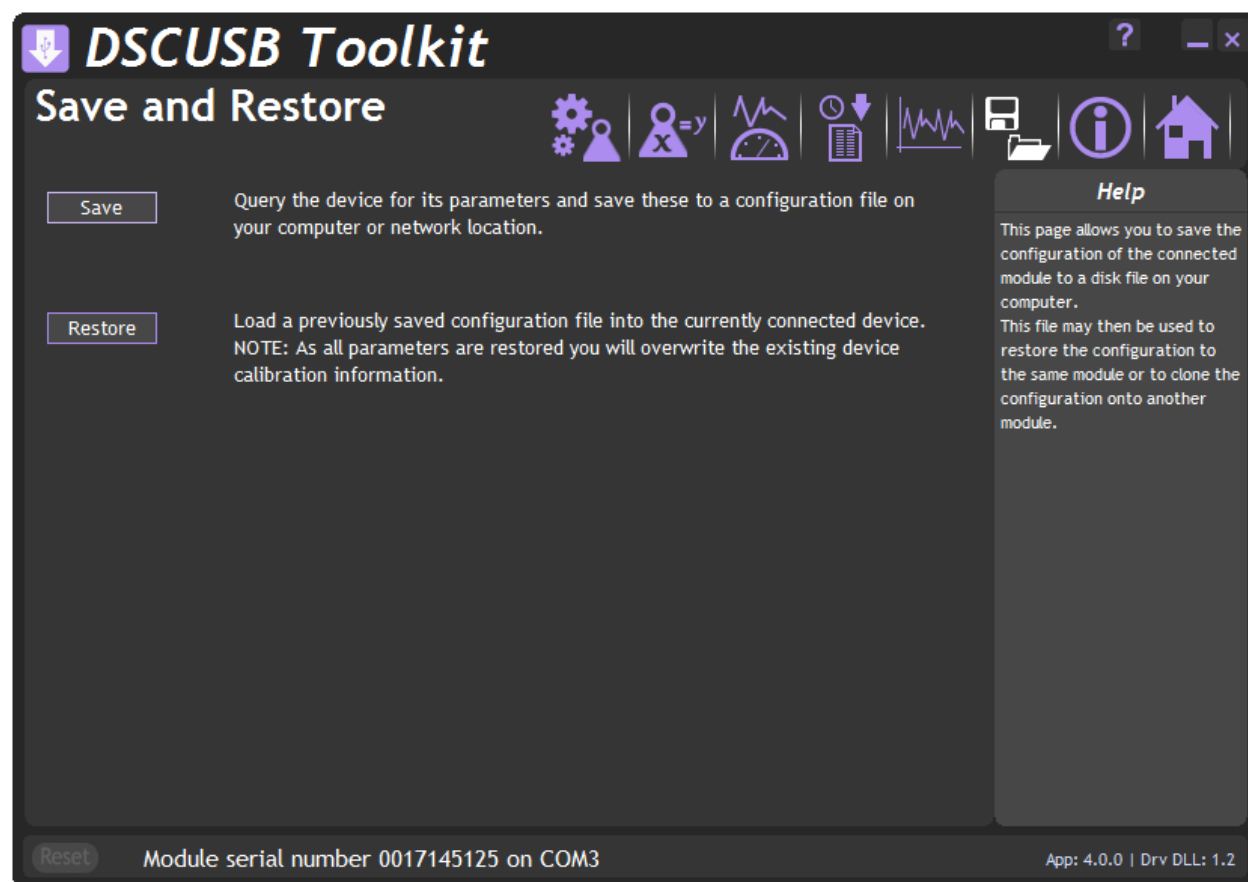 DSCUSB Toolkit
?
Save and Restore
x=y
Save
Query the device for its parameters and save these to a configuration file on
your computer or network location.
Restore
Load a previously saved configuration file into the currently connected device.
NOTE: As all parameters are restored you will overwrite the existing device
calibration information.
Help
This page allows you to save the
configuration of the connected
module to a disk file on your
computer.
This file may then be used to
restore the configuration to
the same module or to clone the
configuration onto another
module.
Reset
Module serial number 0017145125 on COM3
App: 4.0.0 | Drv DLL: 1.2